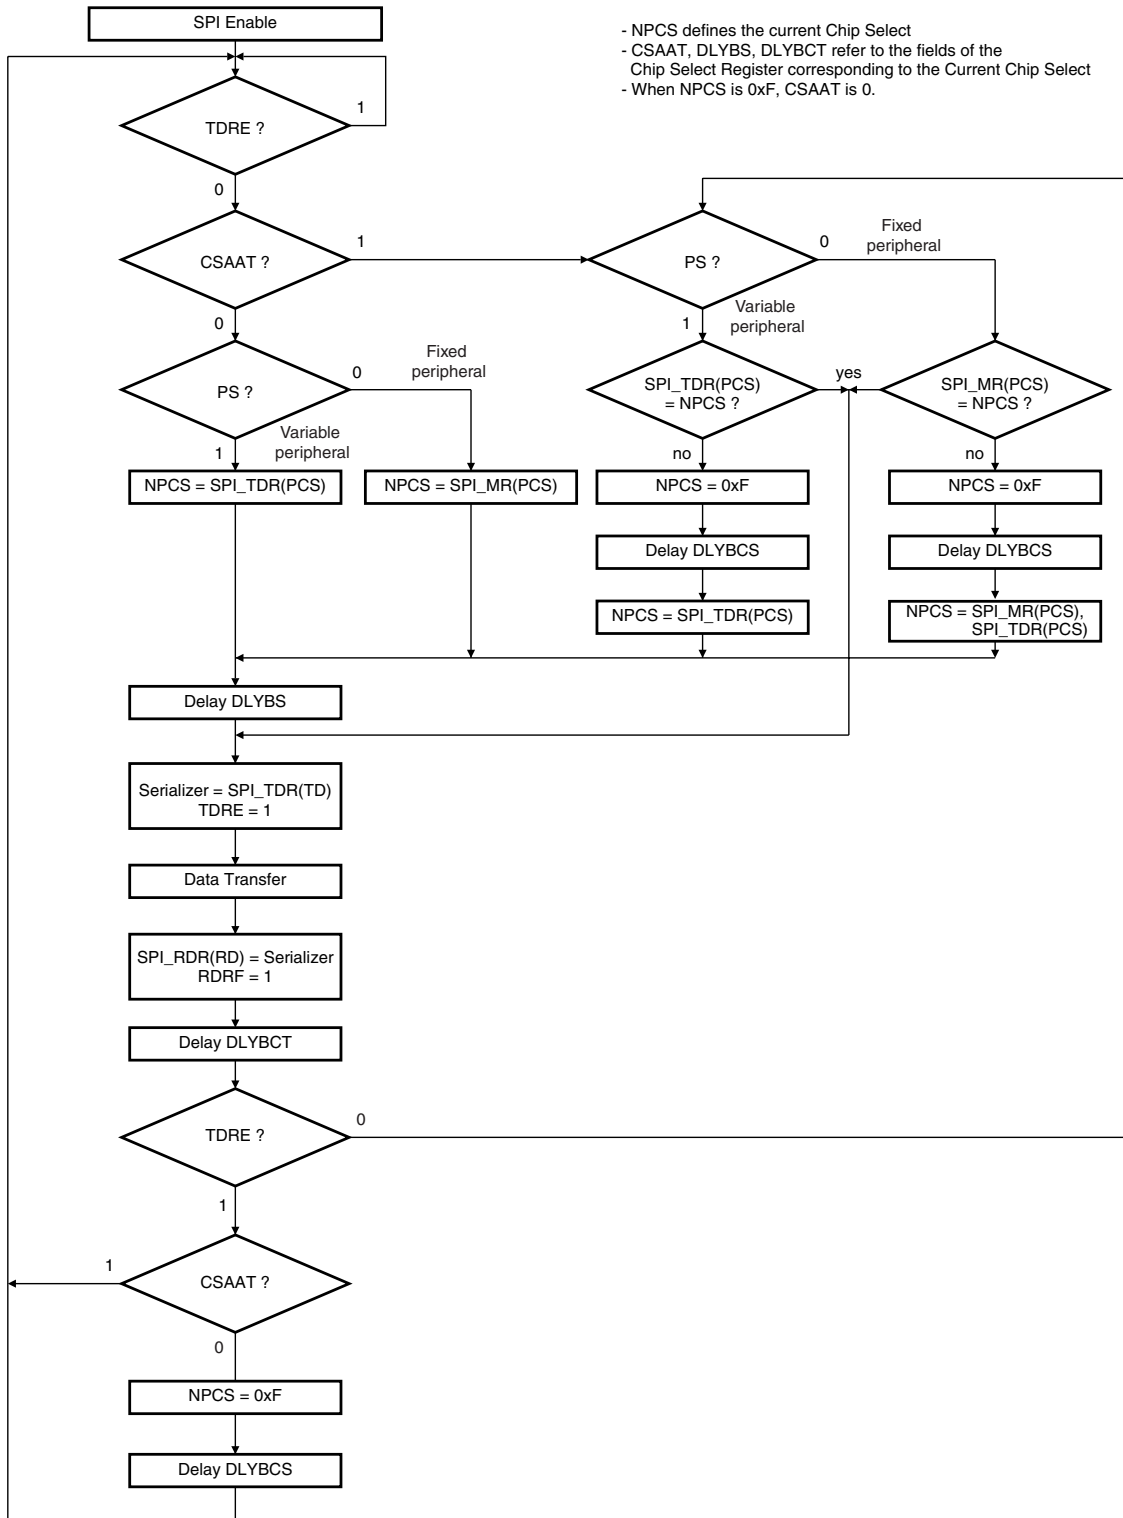 SPI Enable
- NPCS defines the current Chip Select
- CSAAT, DLYBS, DLYBCT refer to the fields of the
Chip Select Register corresponding to the Current Chip Select
- When NPCS is 0xF, CSAAT is 0.
1
TDRE ?
0
CSAAT ?
1
PS ?
0
Fixed
peripheral
0
1
Variable
peripheral
PS ?
0
Fixed
peripheral
1
Variable
peripheral
SPI_TDR(PCS)
= NPCS ?
yes
SPI_MR(PCS)
= NPCS ?
no
no
NPCS = SPI_TDR(PCS)
NPCS = SPI_MR(PCS)
NPCS = 0xF
NPCS = 0xF
Delay DLYBCS
Delay DLYBCS
NPCS = SPI_TDR(PCS)
NPCS = SPI_MR(PCS),
SPI_TDR(PCS)
Delay DLYBS
Serializer = SPI_TDR(TD)
TDRE = 1
Data Transfer
SPI_RDR(RD) = Serializer
RDRF = 1
Delay DLYBCT
TDRE ?
0
1
CSAAT ?
1
0
NPCS = 0xF
Delay DLYBCS